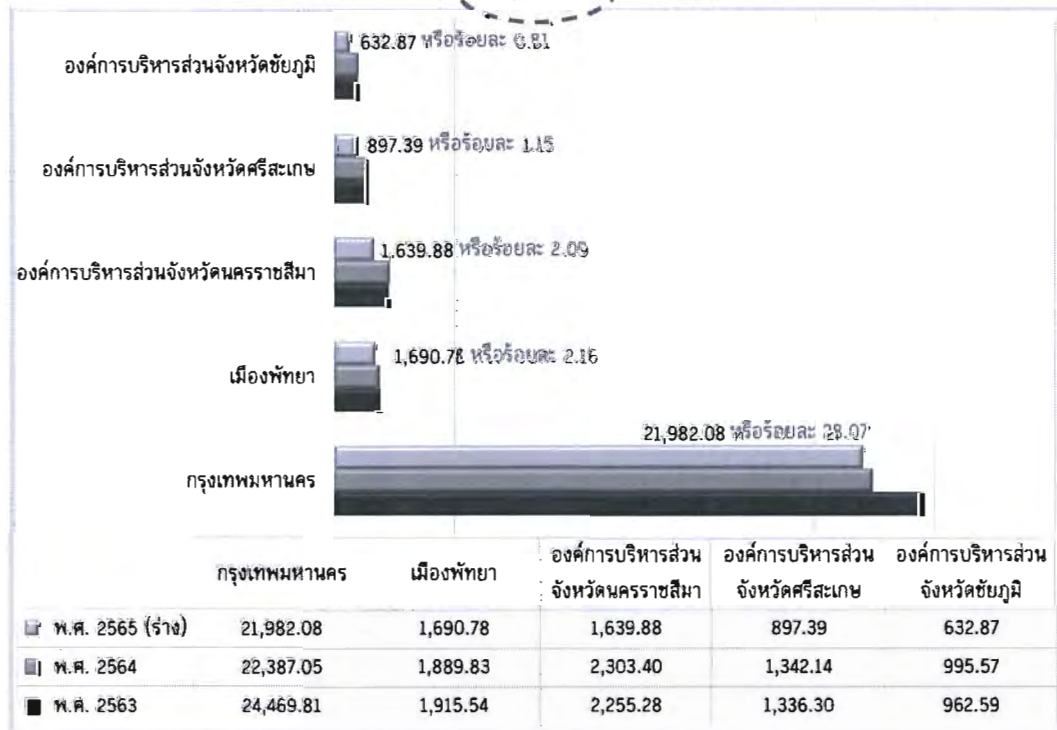 632.87 หรือร้อยละ 0.81
องค์การบริหารส่วนจังหวัดชัยภูมิ
897.39 หรือร้อยละ 1.15
องค์การบริหารส่วนจังหวัดศรีสะเกษ
1,639.88 หรือร้อยละ 2.09
องค์การบริหารส่วนจังหวัดนครราชสีมา
1,690.78 หรือร้อยละ 2.16
เมืองพัทยา
21,982.08 หรือร้อยละ 28.07
กรุงเทพมหานคร
กรุงเทพมหานคร เมืองพัทยา องค์การบริหารส่วนจังหวัดนครราชสีมา องค์การบริหารส่วนจังหวัดศรีสะเกษ องค์การบริหารส่วนจังหวัดชัยภูมิ
พ.ศ. 2565 (ร่าง) 21,982.08 1,690.78 1,639.88 897.39 632.87
พ.ศ. 2564 22,387.05 1,889.83 2,303.40 1,342.14 995.57
พ.ศ. 2563 24,469.81 1,915.54 2,255.28 1,336.30 962.59